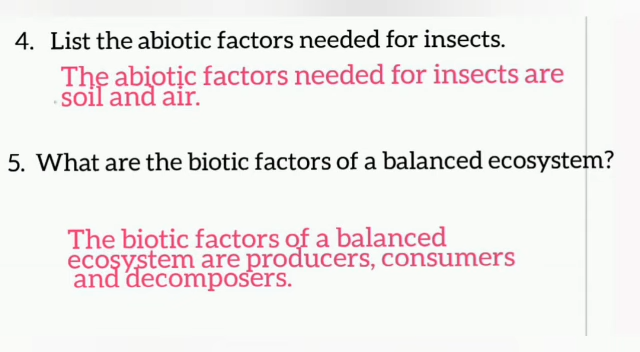 4. List the abiotic factors needed for insects.
The abiotic factors needed for insects are
soil and air.
5. What are the biotic factors of a balanced ecosystem?
The biotic factors of a balanced
ecosystem are producers, consumers
and decomposers.